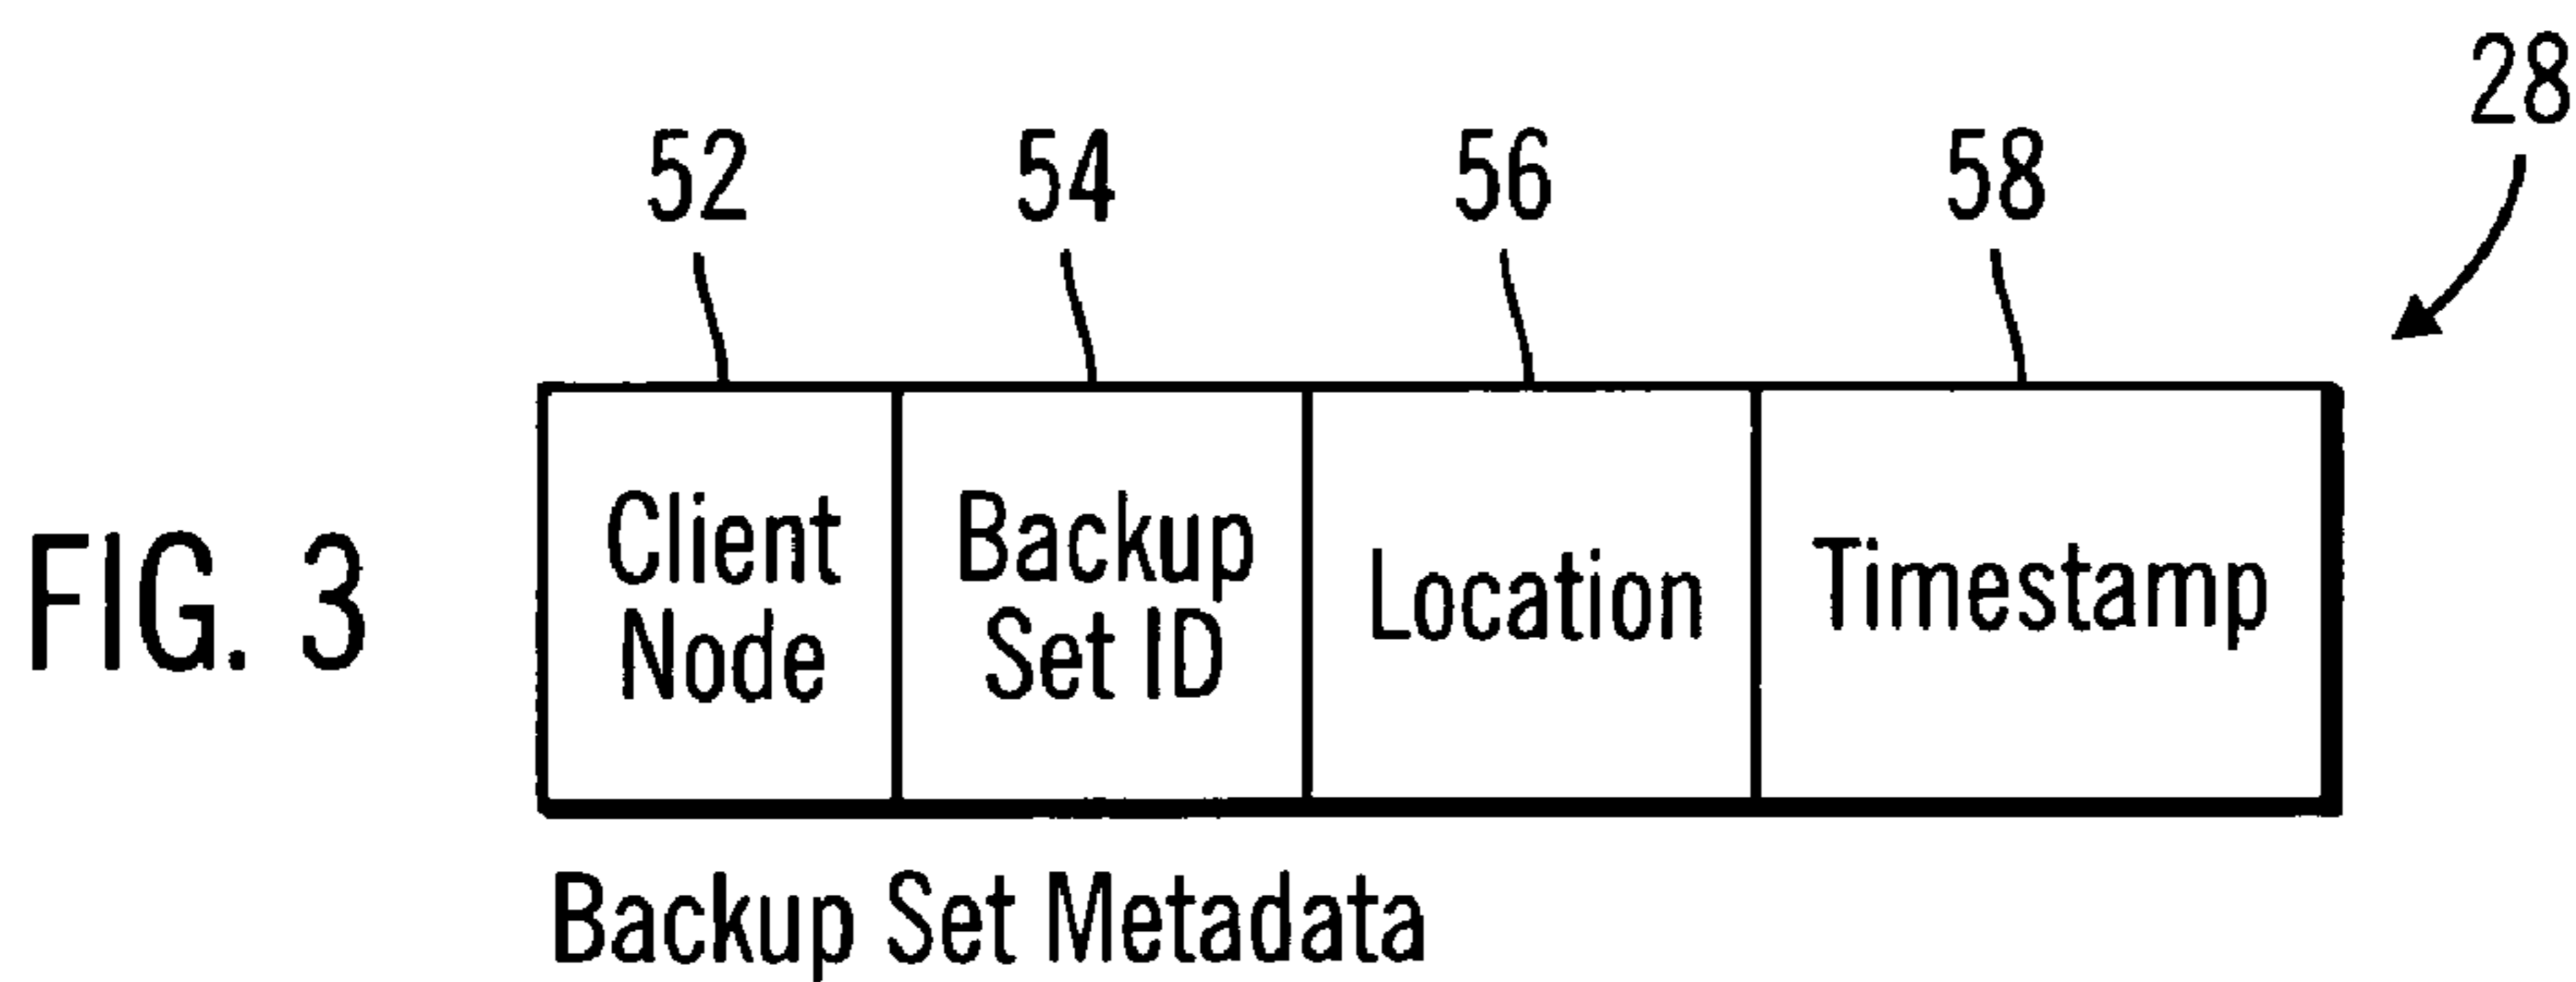 28
52 54 56 58
Client
Node
Backup
Set ID
Location
Timestamp
FIG. 3
Backup Set Metadata